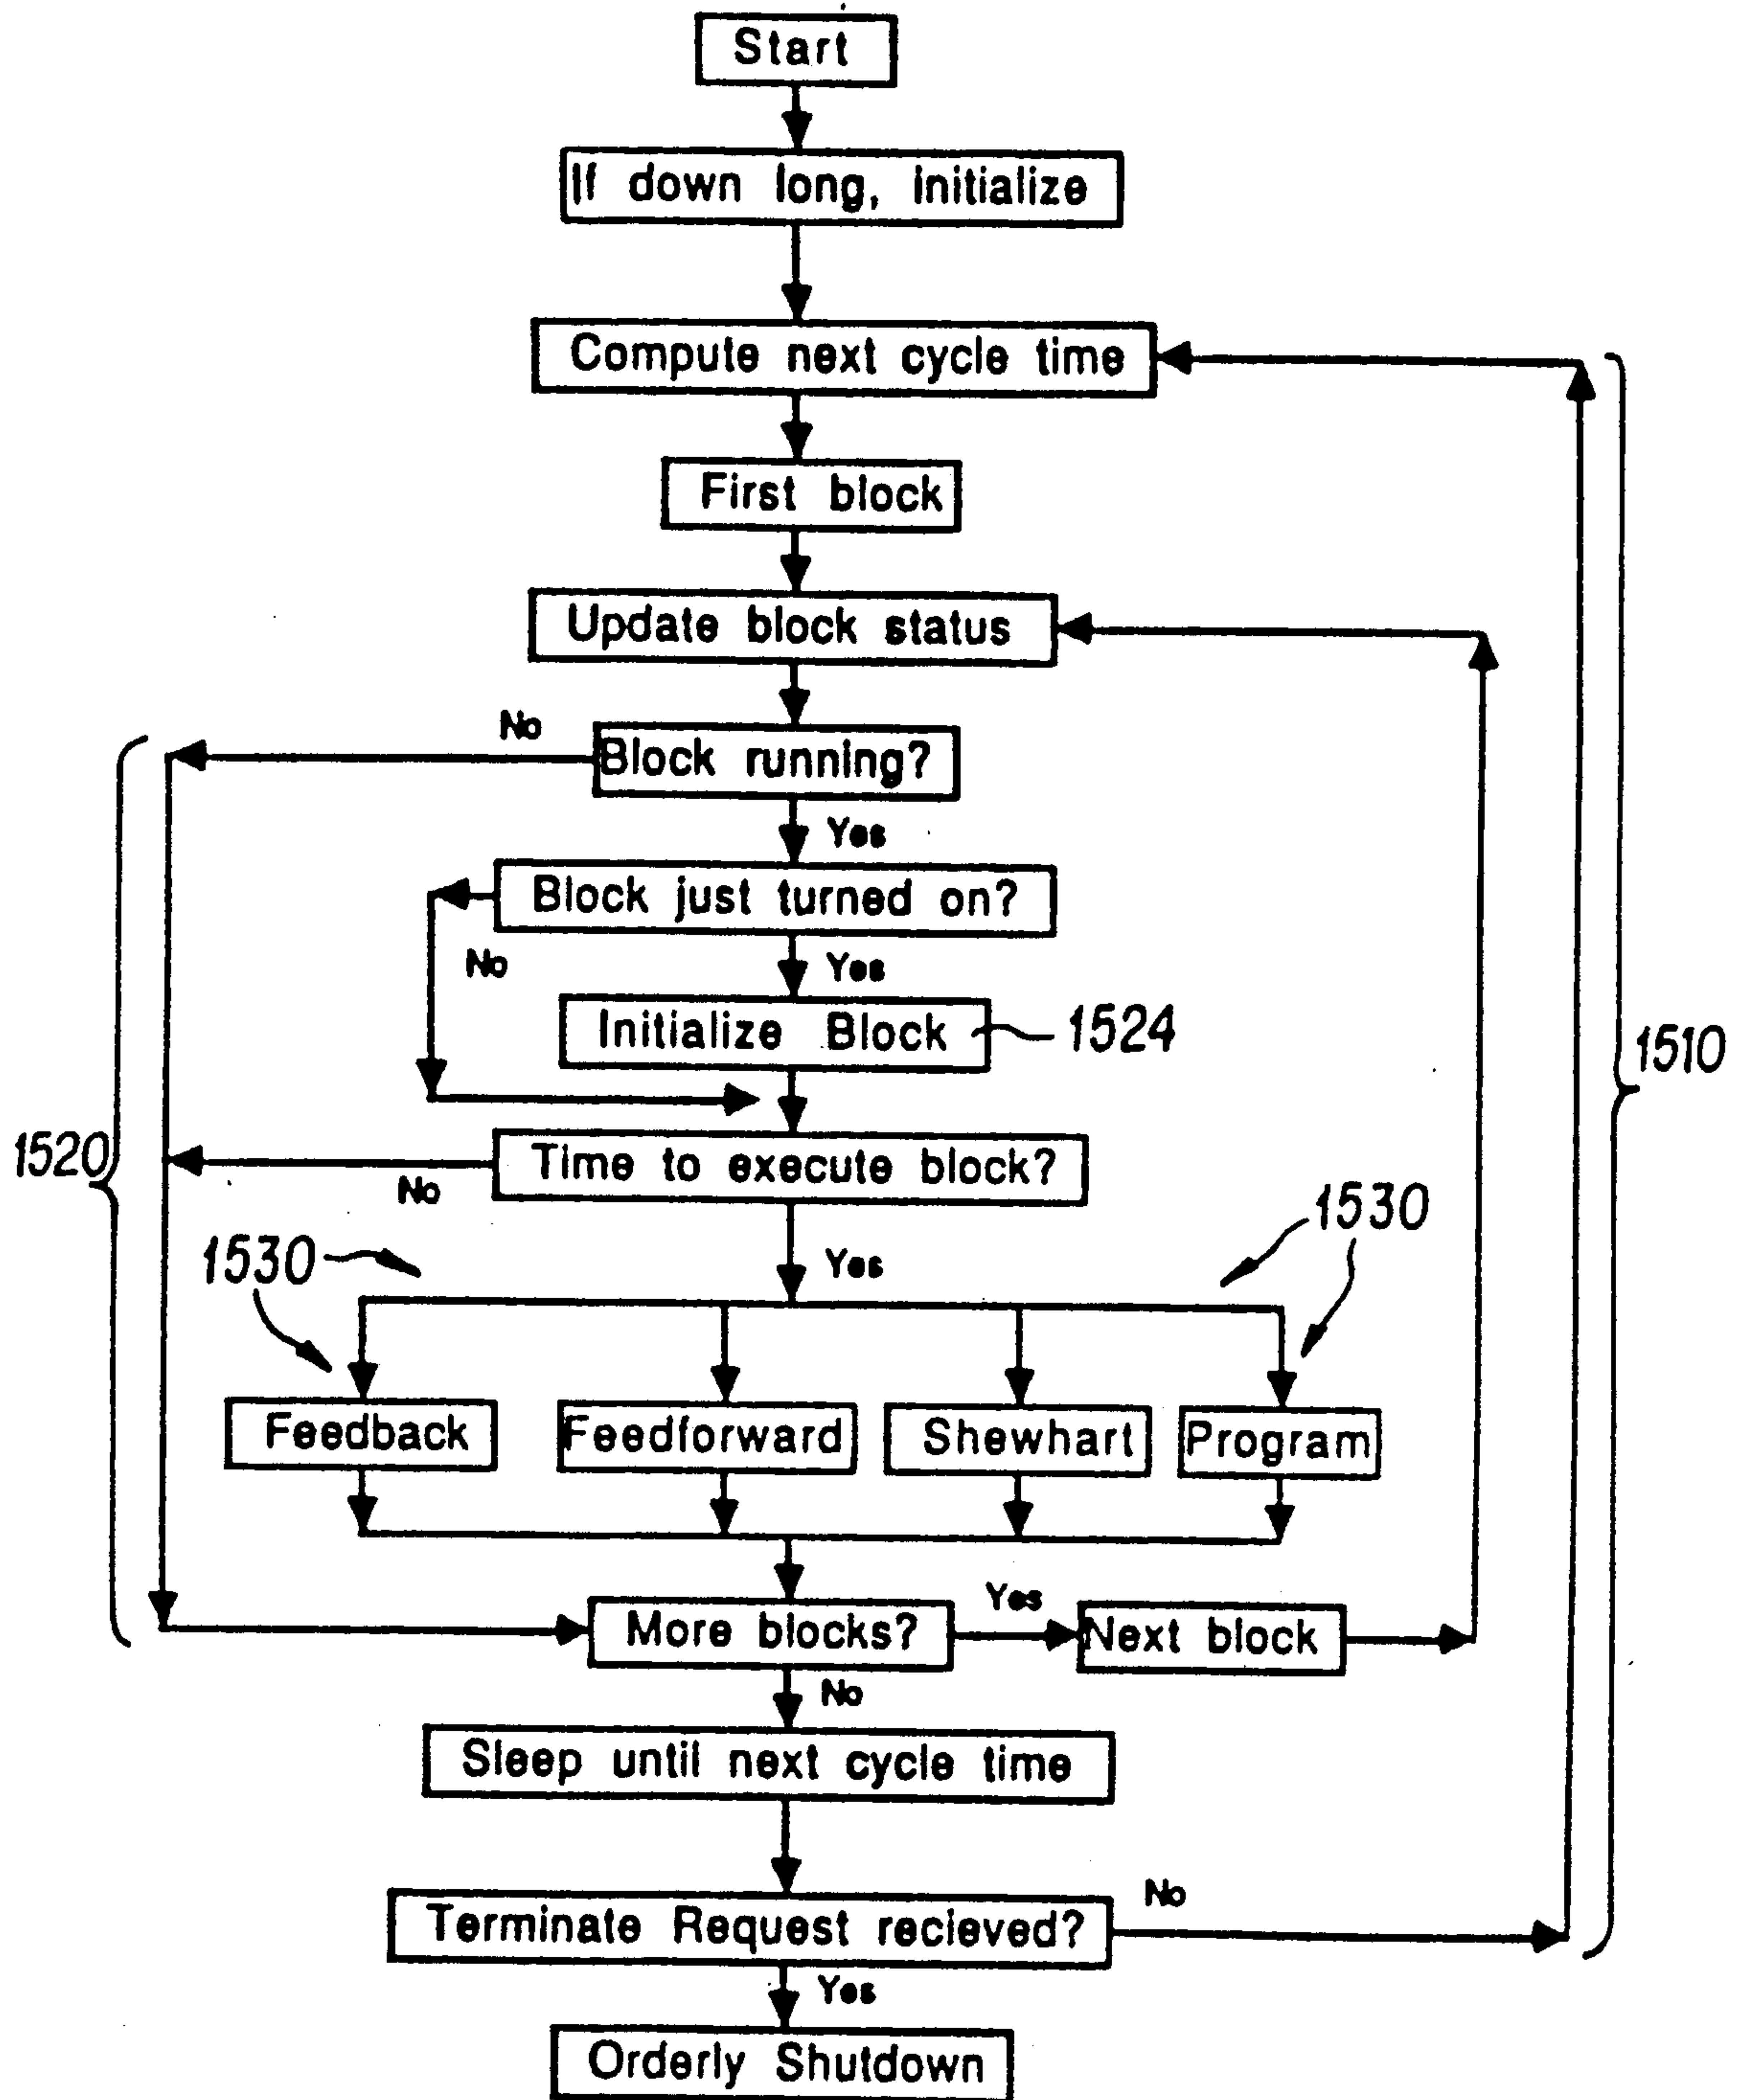 Start
If down long, initialize
Compute next cycle time
First block
Update block status
No
Block running?
Yes
Block just turned on?
No
Yes
Initialize Block
1524
1510
1520
Time to execute block?
No
1530
1530
Yes
Feedback
Feedforward
Shewhart
Program
More blocks?
Yes
Next block
No
Sleep until next cycle time
Terminate Request recieved?
No
Yes
Orderly Shutdown